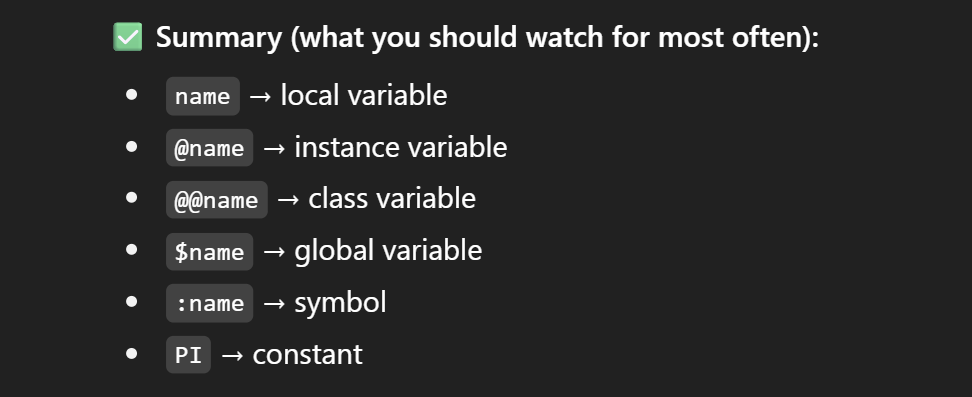 ✅ Summary (what you should watch for most often):
• name → local variable
• @name → instance variable
• @@name → class variable
• $name → global variable
• :name → symbol
• PI → constant